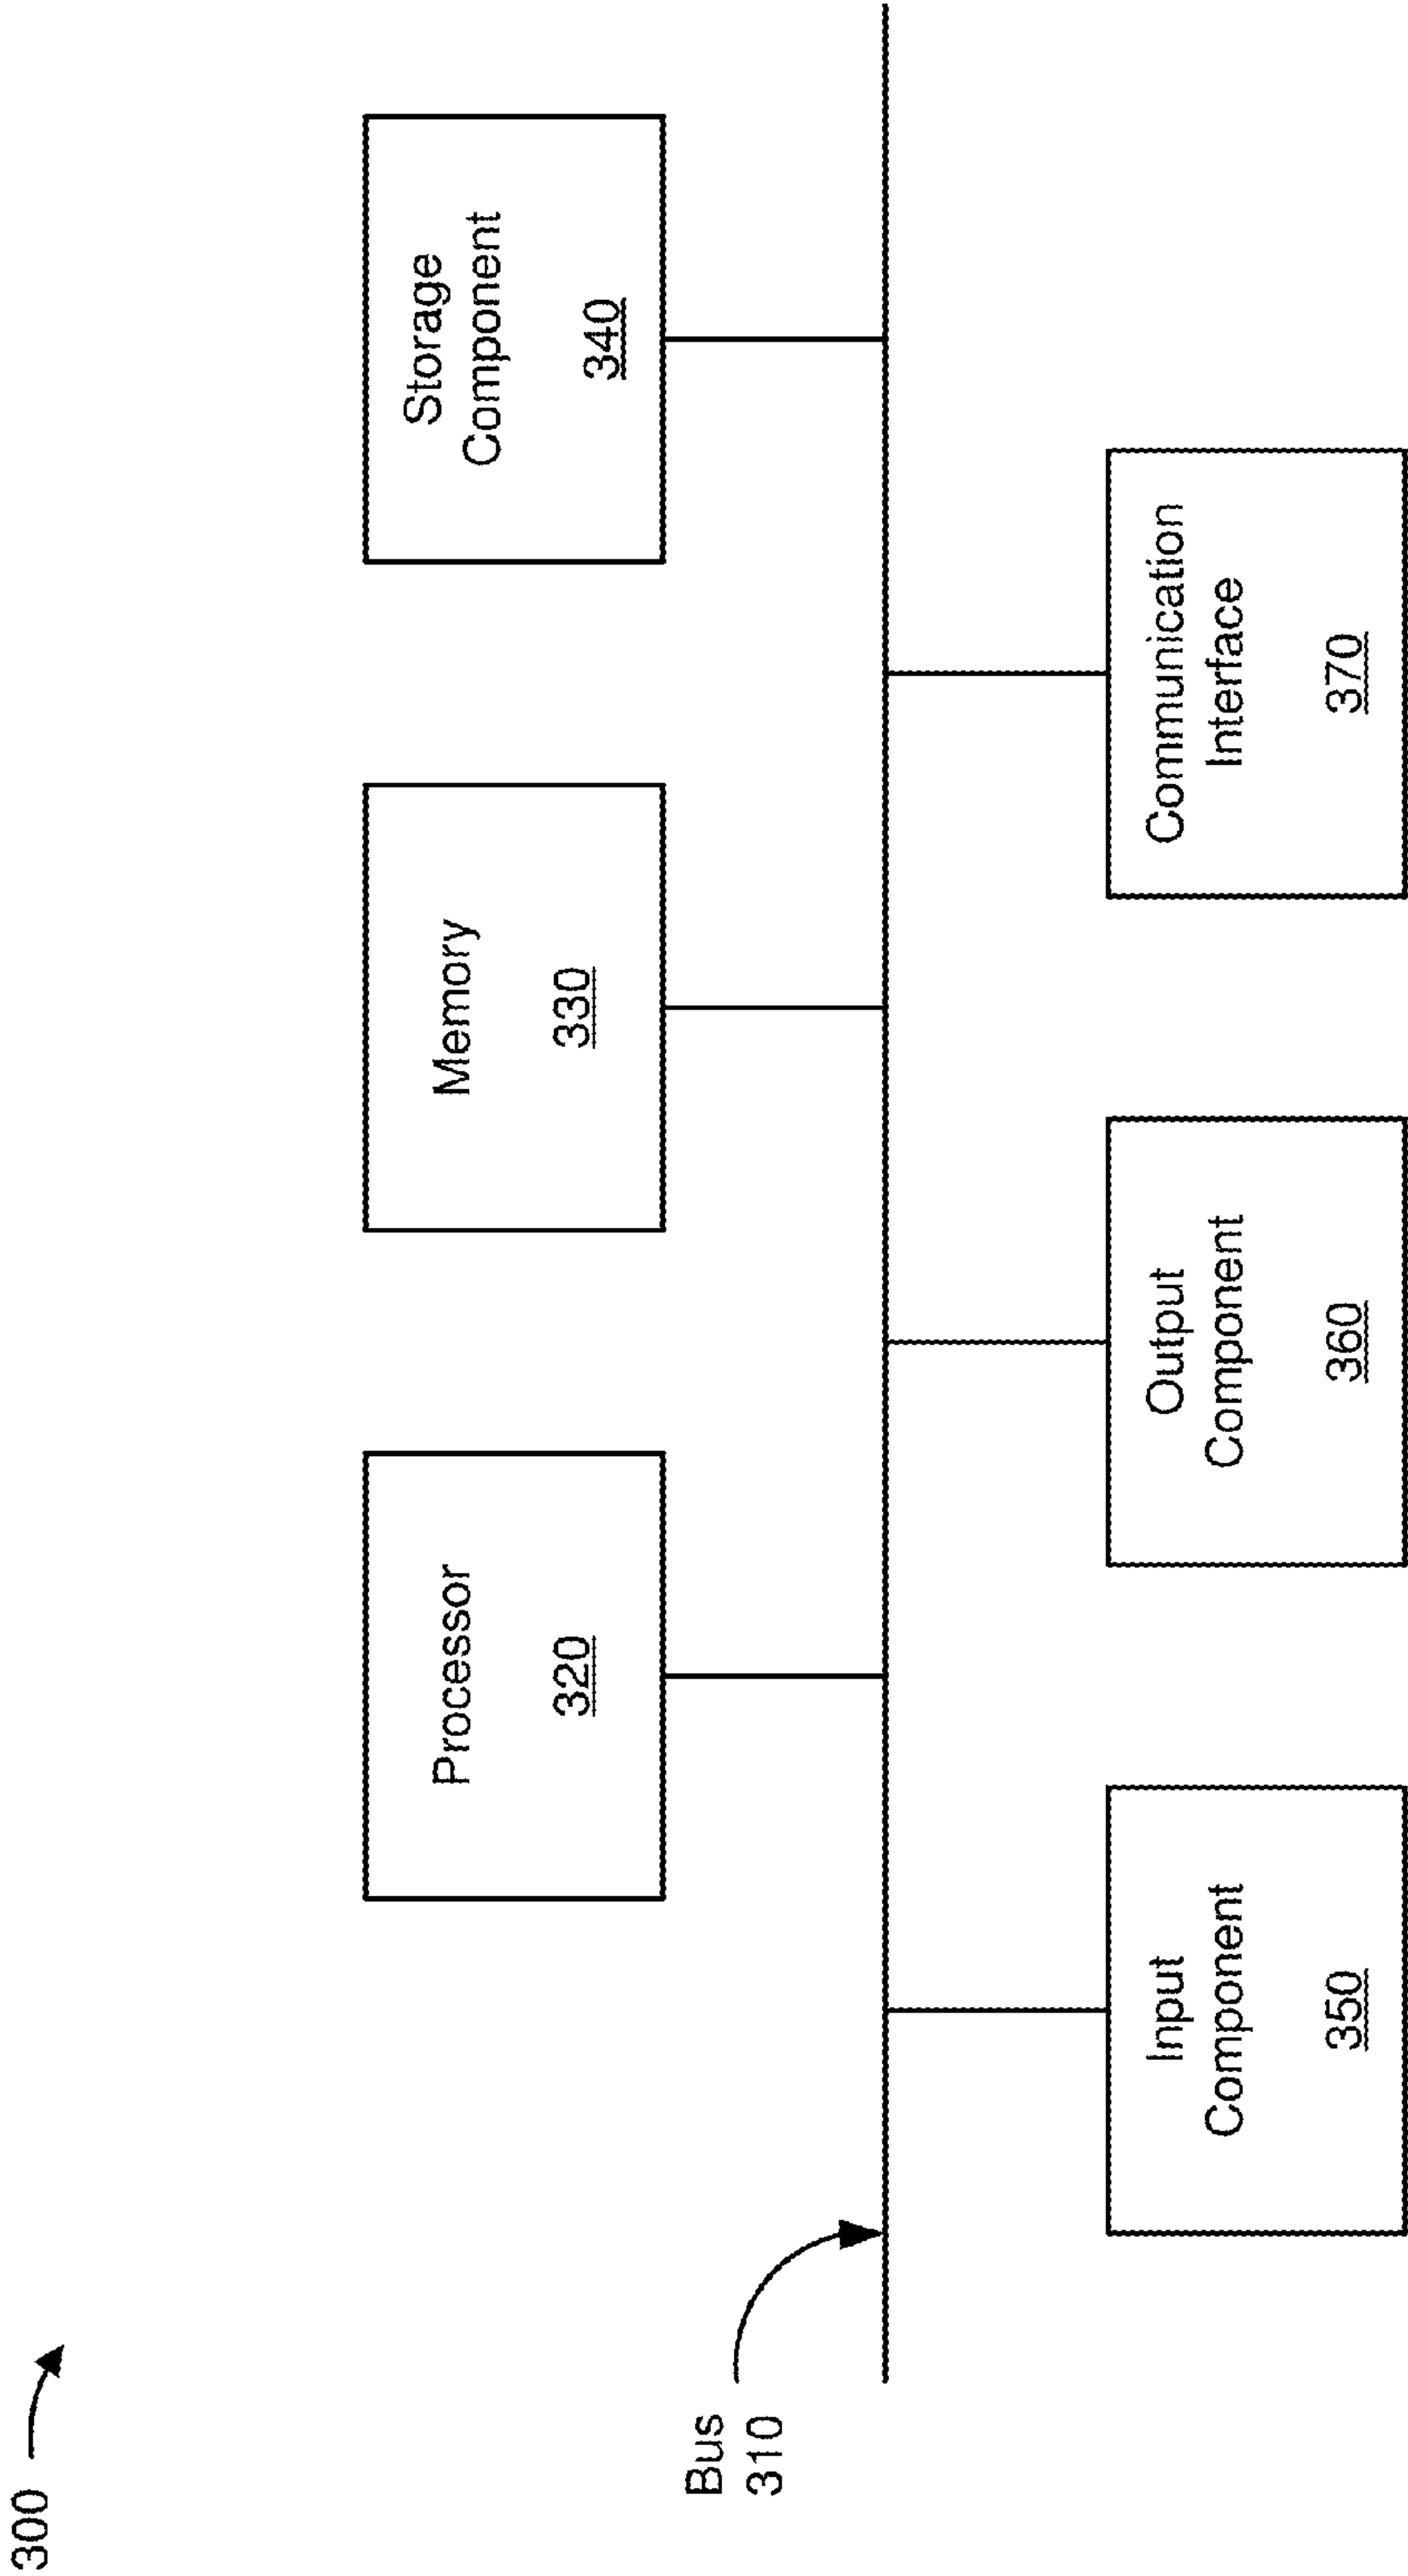 300
Processor
320
Memory
330
Storage
Component
340
Bus
310
Input
Component
350
Output
Component
360
Communication
Interface
370